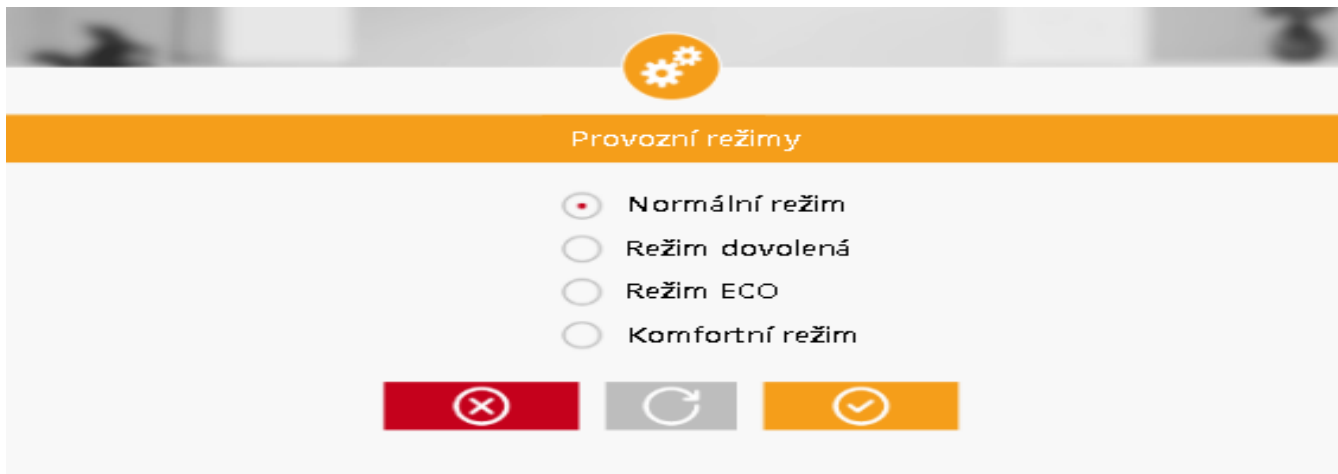 Provozní režimy
Normální režim
Režim dovolená
Režim ECO
Komfortní režim